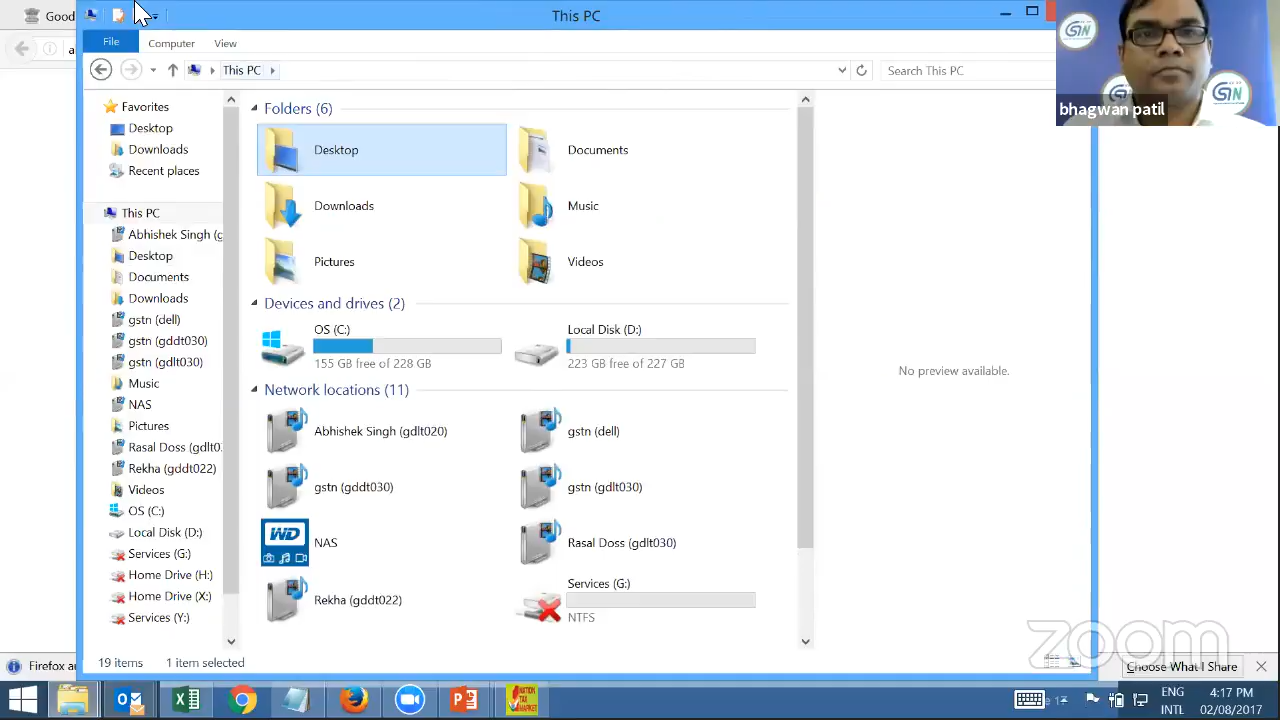 Good
This PC
bhagwan patil
GSTN
File
Computer
View
This PC
Search This PC
Favorites
Desktop
Downloads
Recent places
This PC
Abhishek Singh (g
Desktop
Documents
Downloads
gstn (dell)
gstn (gddt030)
gstn (gdlt030)
Music
NAS
Pictures
Rasal Doss (gdlt0
Rekha (gddt022)
Videos
OS (C:)
Local Disk (D:)
Services (G:)
Home Drive (H:)
Home Drive (X:)
Services (Y:)
Folders (6)
Desktop
Documents
Downloads
Music
Pictures
Videos
Devices and drives (2)
OS (C:)
155 GB free of 228 GB
Local Disk (D:)
223 GB free of 227 GB
Network locations (11)
Abhishek Singh (gdlt020)
gstn (dell)
gstn (gddt030)
gstn (gdlt030)
WD
NAS
Rasal Doss (gdlt030)
Rekha (gddt022)
Services (G:)
NTFS
No preview available.
19 items
1 item selected
zoom
Firefox au
Choose What I Share
ENG
INTL
4:17 PM
02/08/2017